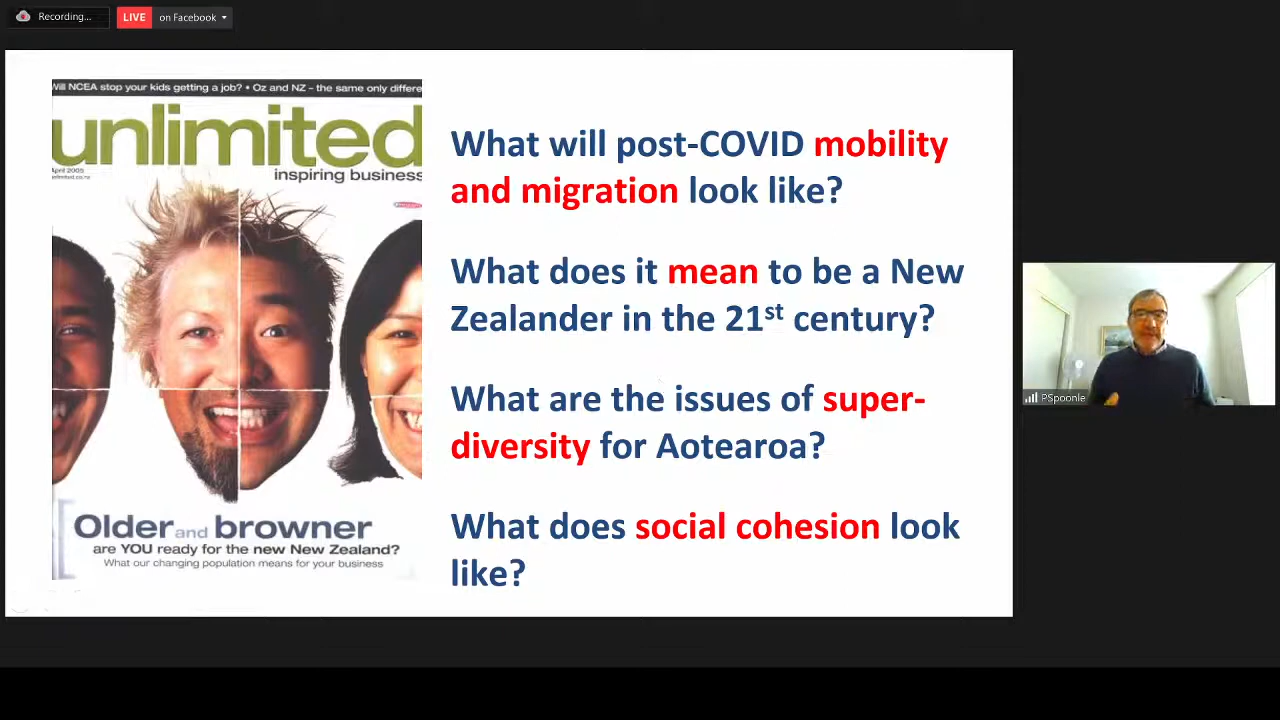 Recording...
LIVE on Facebook
Will NCEA stop your kids getting a job? • Oz and NZ – the same only differe
unlimited
inspiring business
April 2005
unlimited.co.nz
Older and browner
are YOU ready for the new New Zealand?
What our changing population means for your business
What will post-COVID mobility
and migration look like?
What does it mean to be a New
Zealander in the 21st century?
What are the issues of super-
diversity for Aotearoa?
What does social cohesion look
like?
PSpoonle